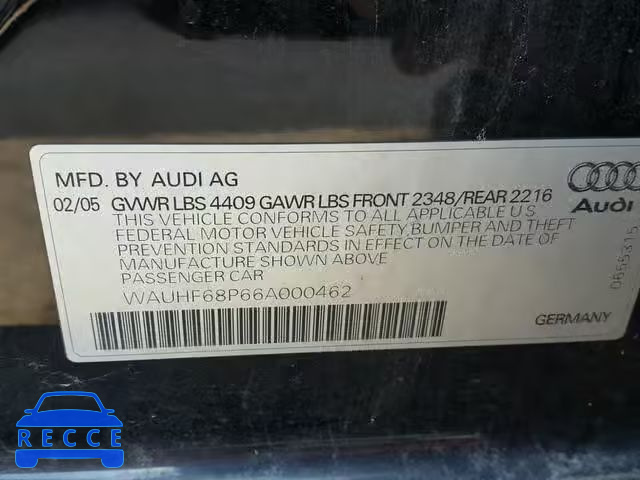 MFD. BY AUDI AG
02/05 GVWR LBS 4409 GAWR LBS FRONT 2348/REAR 2216
THIS VEHICLE CONFORMS TO ALL APPLICABLE U.S.
FEDERAL MOTOR VEHICLE SAFETY,BUMPER AND THEFT
PREVENTION STANDARDS IN EFFECT ON THE DATE OF
MANUFACTURE SHOWN ABOVE
PASSENGER CAR
WAUHF68P66A000462
Audi
0655315
GERMANY
RECCE